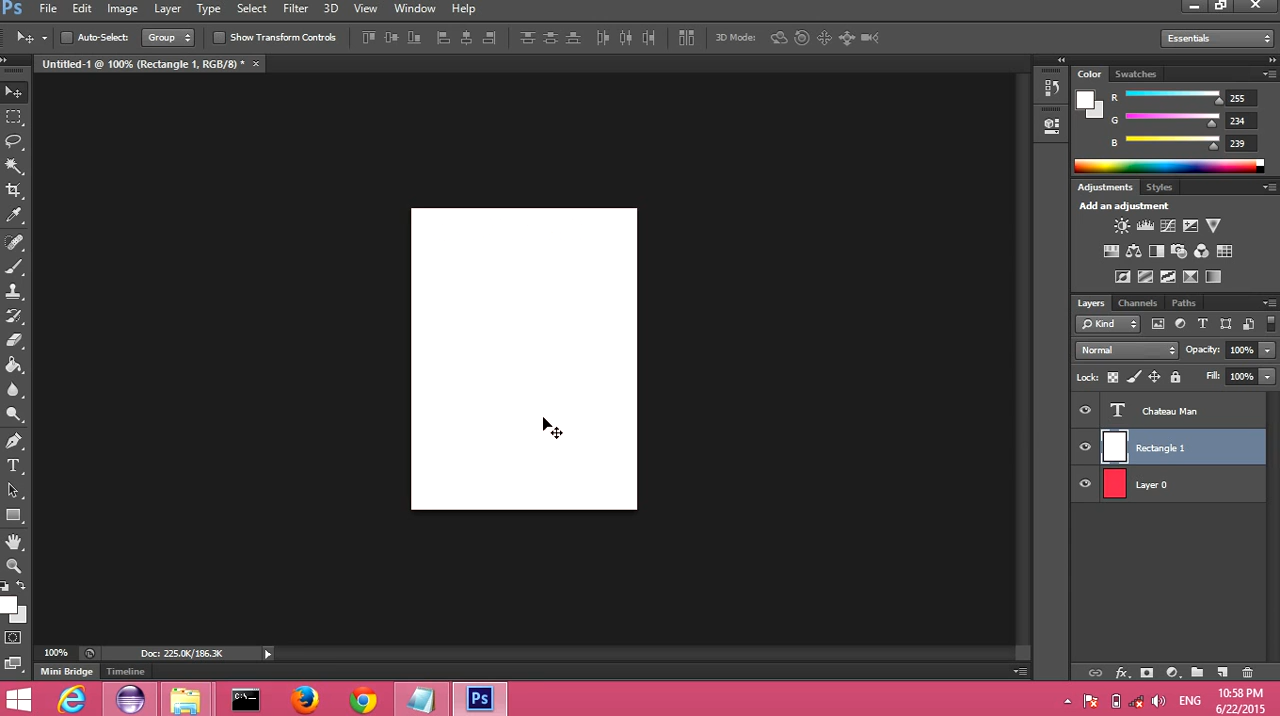 Ps File Edit Image Layer Type Select Filter 3D View Window Help
Auto-Select: Group Show Transform Controls 3D Mode: Essentials
Untitled-1 @ 100% (Rectangle 1, RGB/8) * ×
Color Swatches
R 255
G 234
B 239
Adjustments Styles
Add an adjustment
Layers Channels Paths
Kind T
Normal Opacity: 100%
Lock: Fill: 100%
T Chateau Man
Rectangle 1
Layer 0
100% Doc: 225.0K/186.3K
Mini Bridge Timeline
C:\ Ps ENG 10:58 PM
6/22/2015